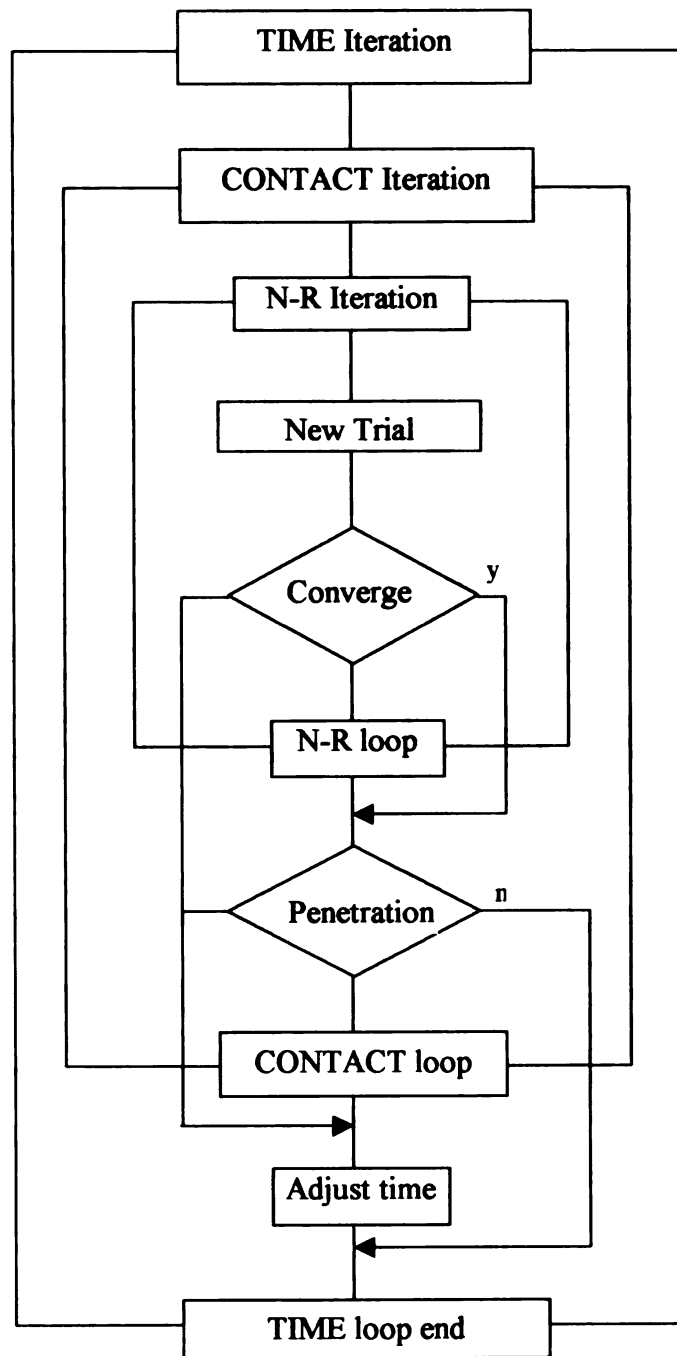 TIME Iteration
CONTACT Iteration
N-R Iteration
New Trial
Converge
y
N-R loop
Penetration
n
CONTACT loop
Adjust time
TIME loop end